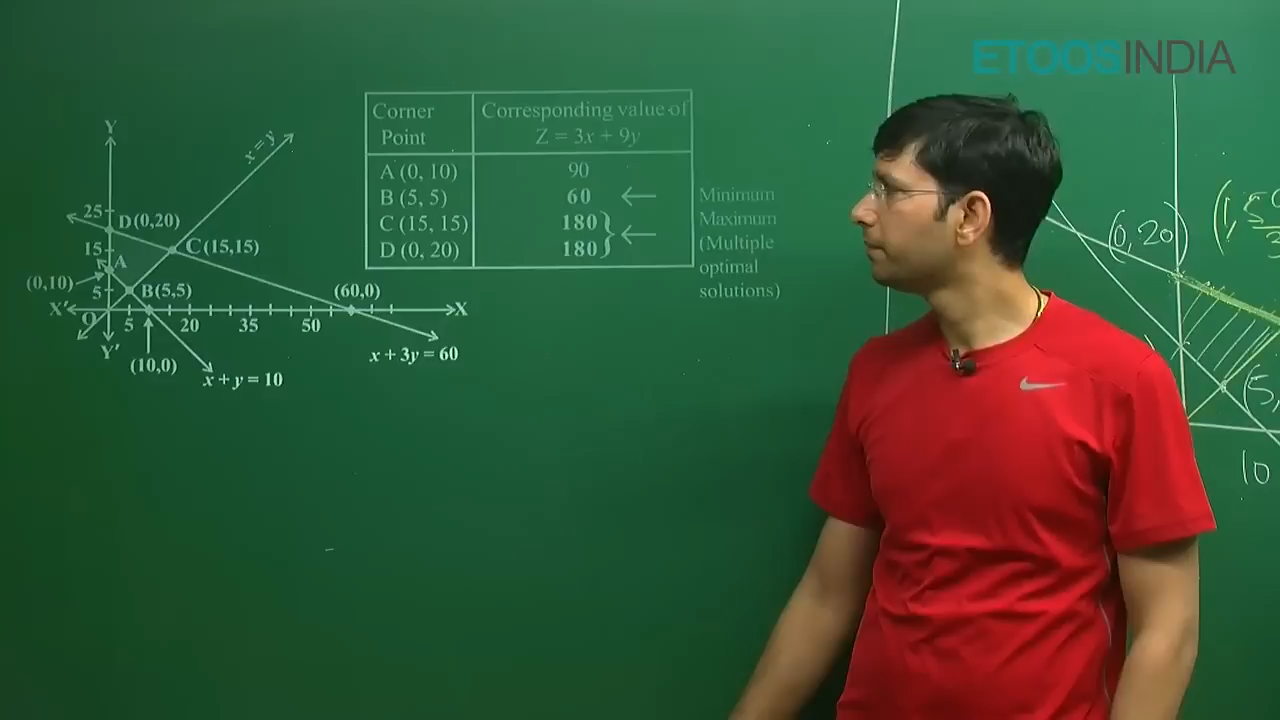 ETOOSINDIA
Corner Point
Corresponding value of
Z = 3x + 9y
A (0, 10) 90
B (5, 5) 60 ←
C (15, 15) 180
D (0, 20) 180 } ←
Minimum
Maximum
(Multiple
optimal
solutions)
Y
x = y
25
D(0,20)
15
C(15,15)
A
(0,10)
5
B(5,5)
(60,0)
X′
O
5
20
35
50
X
Y′
(10,0)
x + 3y = 60
x + y = 10
(0, 20)
(5,
10